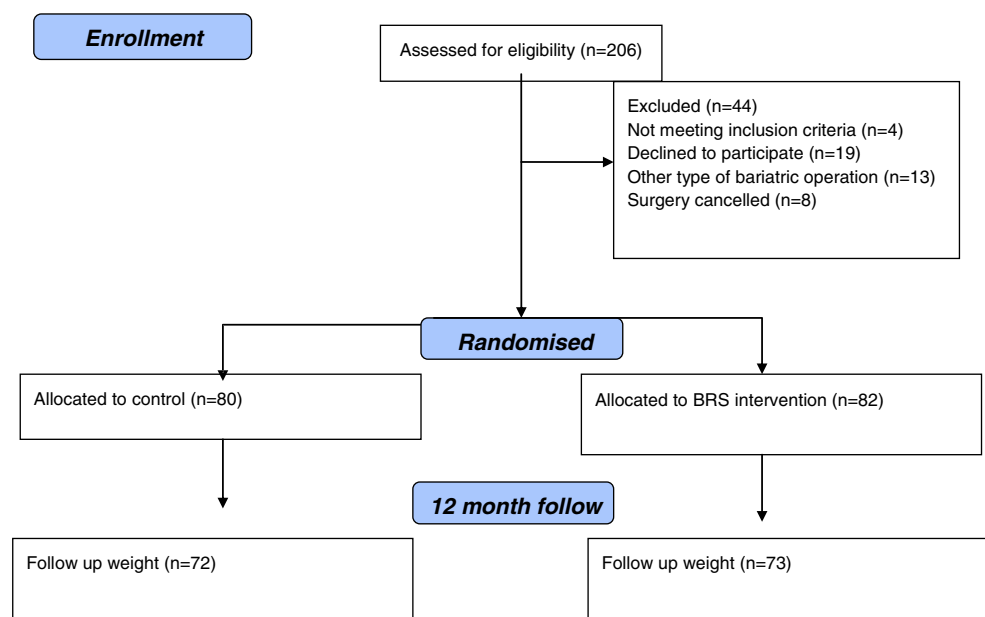 Enrollment
Assessed for eligibility (n=206)
Excluded (n=44)
Not meeting inclusion criteria (n=4)
Declined to participate (n=19)
Other type of bariatric operation (n=13)
Surgery cancelled (n=8)
Randomised
Allocated to control (n=80)
Allocated to BRS intervention (n=82)
12 month follow
Follow up weight (n=72)
Follow up weight (n=73)